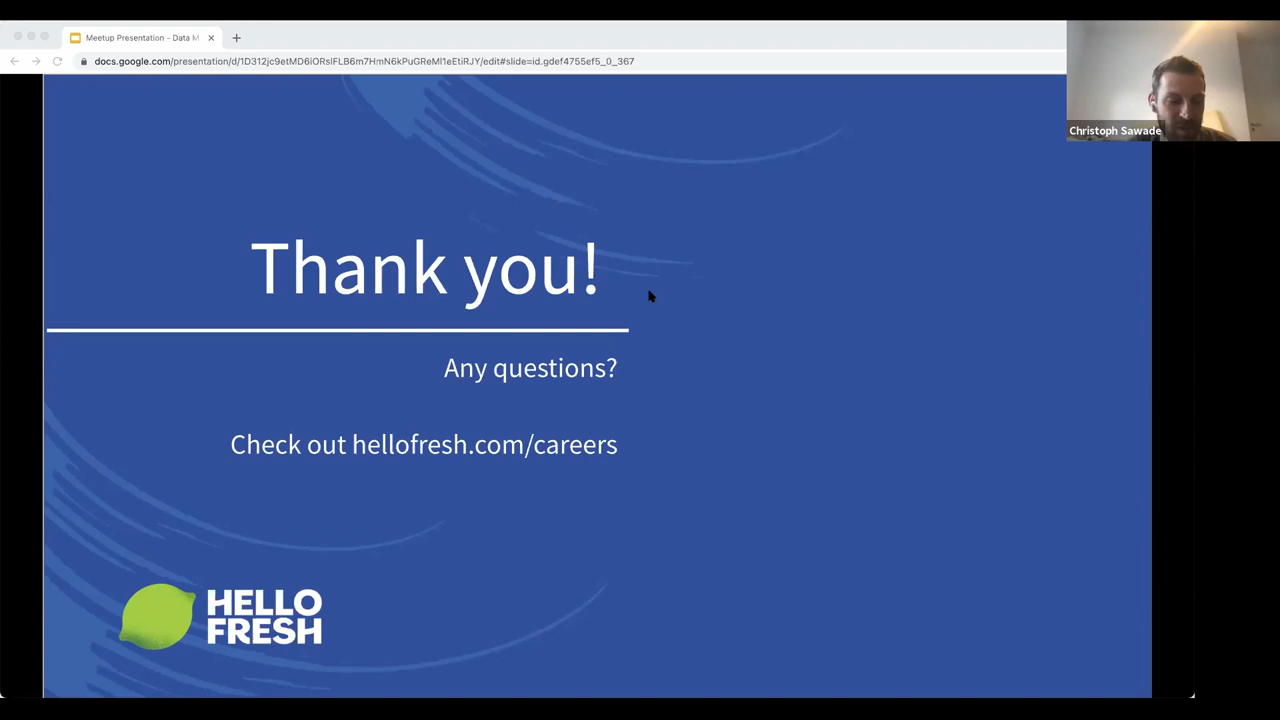 Meetup Presentation - Data M
docs.google.com/presentation/d/1D312jc9etMD6iORsIFLB6m7HmN6kPuGReMl1eEtiRJY/edit#slide=id.gdef4755ef5_0_367
Christoph Sawade
Thank you!
Any questions?
Check out hellofresh.com/careers
HELLO
FRESH